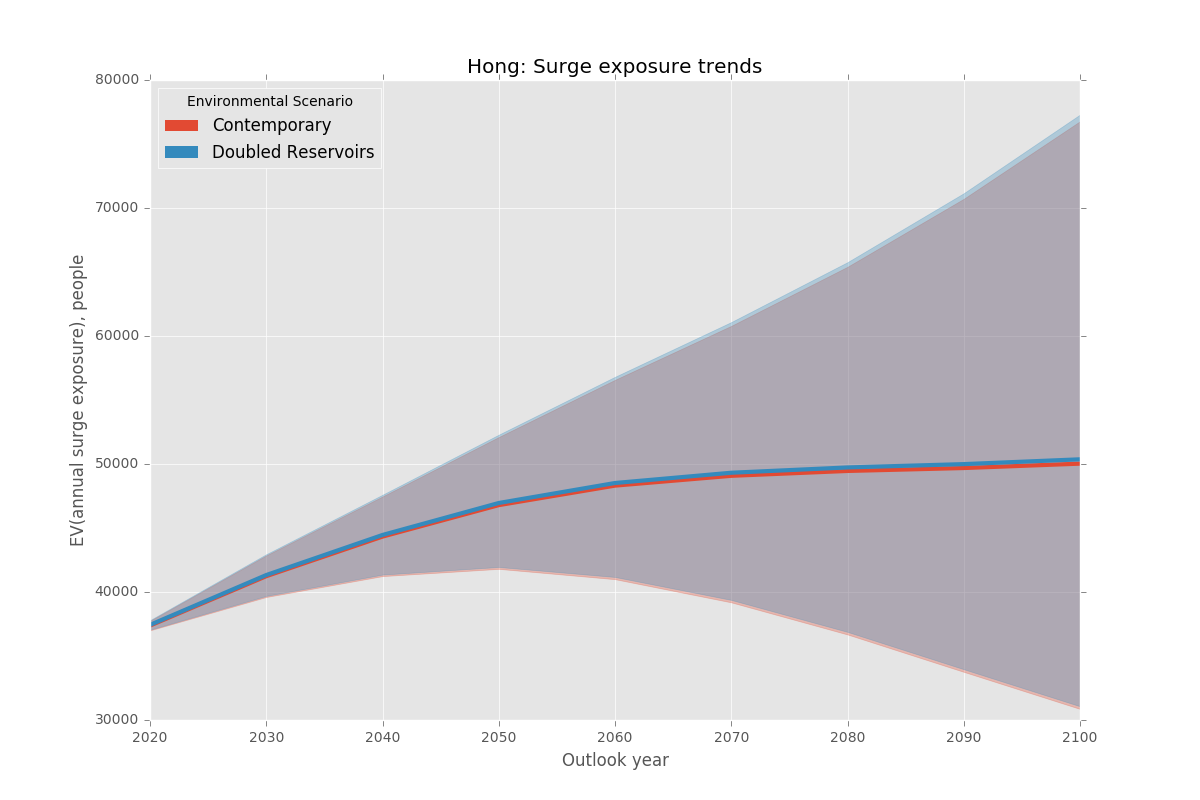 Hong: Surge exposure trends
Environmental Scenario
Contemporary
Doubled Reservoirs
EV(annual surge exposure), people
80000
70000
60000
50000
40000
30000
2020 2030 2040 2050 2060 2070 2080 2090 2100
Outlook year